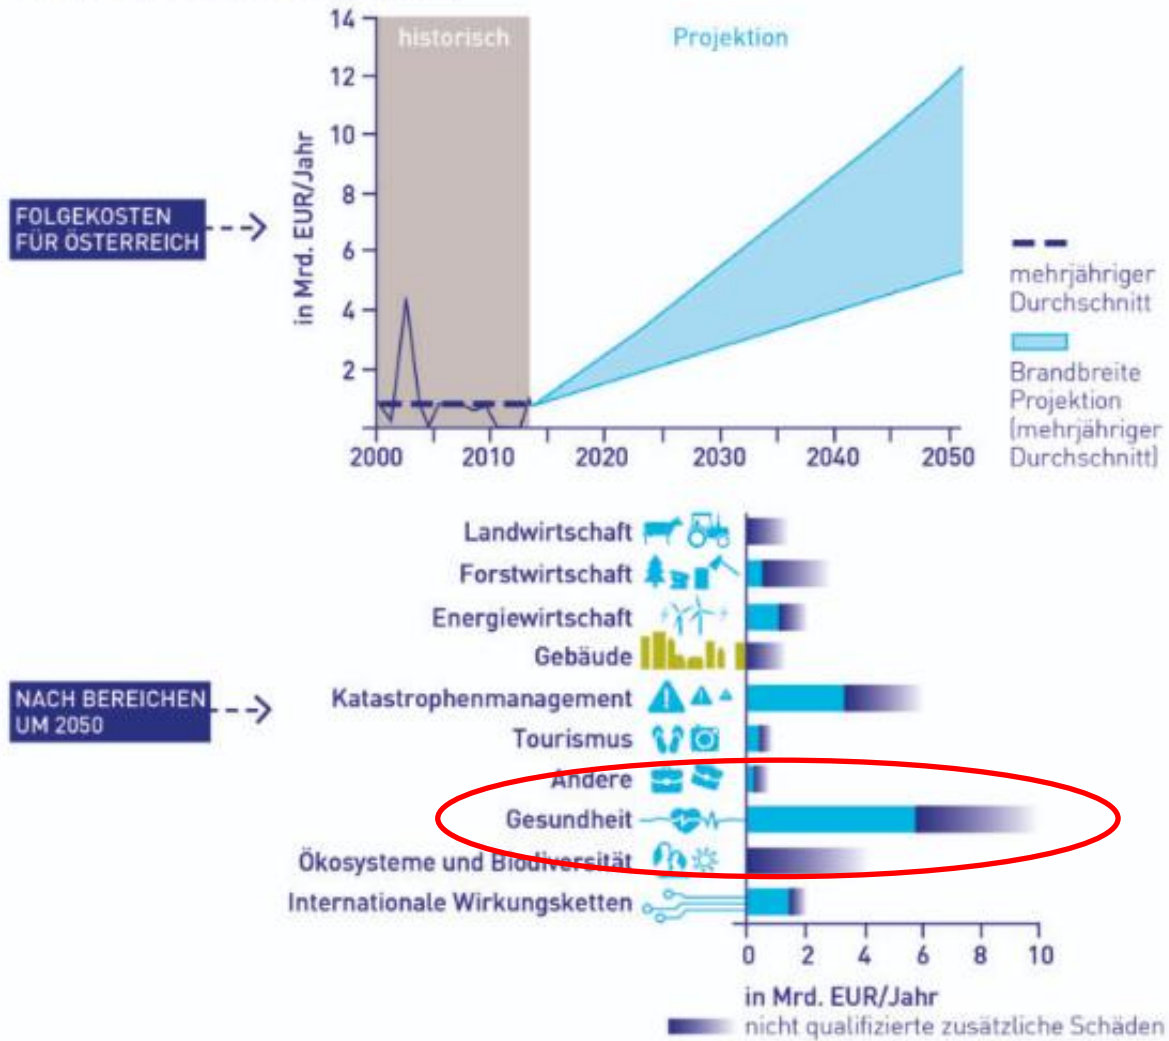 14
historisch
Projektion
12
10
8
6
4
2
in Mrd. EUR/Jahr
FOLGEKOSTEN
FÜR ÖSTERREICH
2000
2010
2020
2030
2040
2050
mehrjähriger
Durchschnitt
Brandbreite
Projektion
(mehrjähriger
Durchschnitt)
NACH BEREICHEN
UM 2050
Landwirtschaft
Forstwirtschaft
Energiewirtschaft
Gebäude
Katastrophenmanagement
Tourismus
Andere
Gesundheit
Ökosysteme und Biodiversität
Internationale Wirkungsketten
0
2
4
6
8
10
in Mrd. EUR/Jahr
nicht qualifizierte zusätzliche Schäden